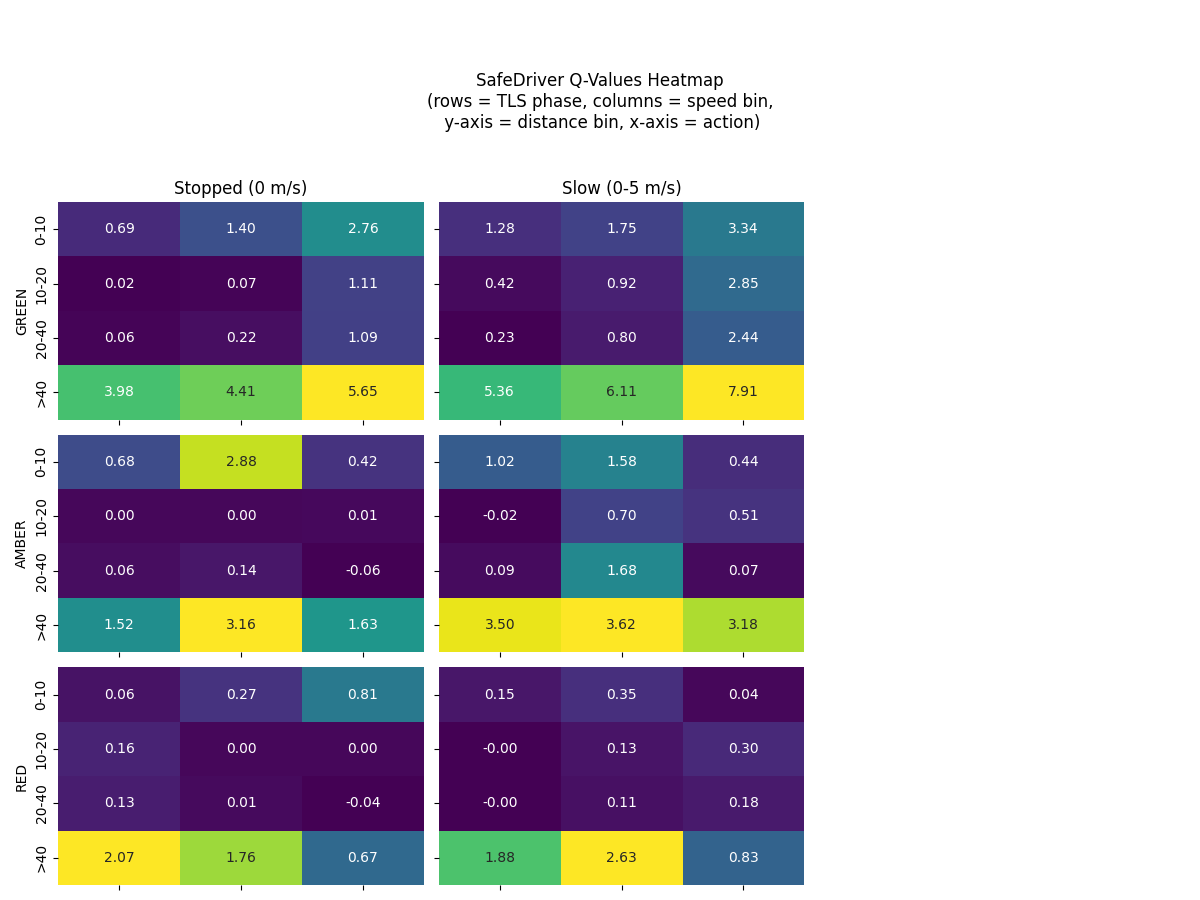 SafeDriver Q-Values Heatmap
(rows = TLS phase, columns = speed bin,
y-axis = distance bin, x-axis = action)
Stopped (0 m/s)
Slow (0-5 m/s)
GREEN
0-10 0.69 1.40 2.76 1.28 1.75 3.34
10-20 0.02 0.07 1.11 0.42 0.92 2.85
20-40 0.06 0.22 1.09 0.23 0.80 2.44
>40 3.98 4.41 5.65 5.36 6.11 7.91
AMBER
0-10 0.68 2.88 0.42 1.02 1.58 0.44
10-20 0.00 0.00 0.01 -0.02 0.70 0.51
20-40 0.06 0.14 -0.06 0.09 1.68 0.07
>40 1.52 3.16 1.63 3.50 3.62 3.18
RED
0-10 0.06 0.27 0.81 0.15 0.35 0.04
10-20 0.16 0.00 0.00 -0.00 0.13 0.30
20-40 0.13 0.01 -0.04 -0.00 0.11 0.18
>40 2.07 1.76 0.67 1.88 2.63 0.83